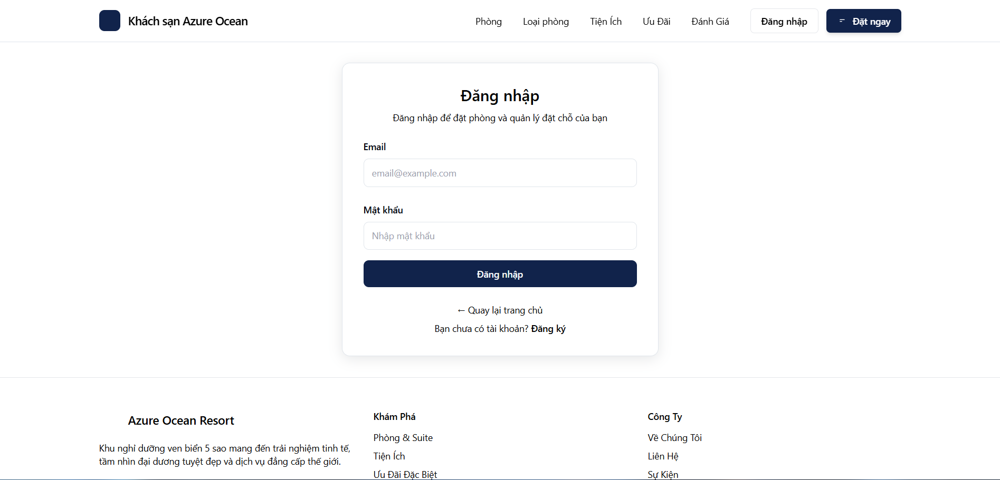 Khách sạn Azure Ocean
Phòng
Loại phòng
Tiện Ích
Ưu Đãi
Đánh Giá
Đăng nhập
Đặt ngay
Đăng nhập
Đăng nhập để đặt phòng và quản lý đặt chỗ của bạn
Email
email@example.com
Mật khẩu
Nhập mật khẩu
Đăng nhập
← Quay lại trang chủ
Bạn chưa có tài khoản? Đăng ký
Azure Ocean Resort
Khu nghỉ dưỡng ven biển 5 sao mang đến trải nghiệm tinh tế,
tầm nhìn đại dương tuyệt đẹp và dịch vụ đẳng cấp thế giới.
Khám Phá
Phòng & Suite
Tiện Ích
Ưu Đãi Đặc Biệt
Công Ty
Về Chúng Tôi
Liên Hệ
Sự Kiện